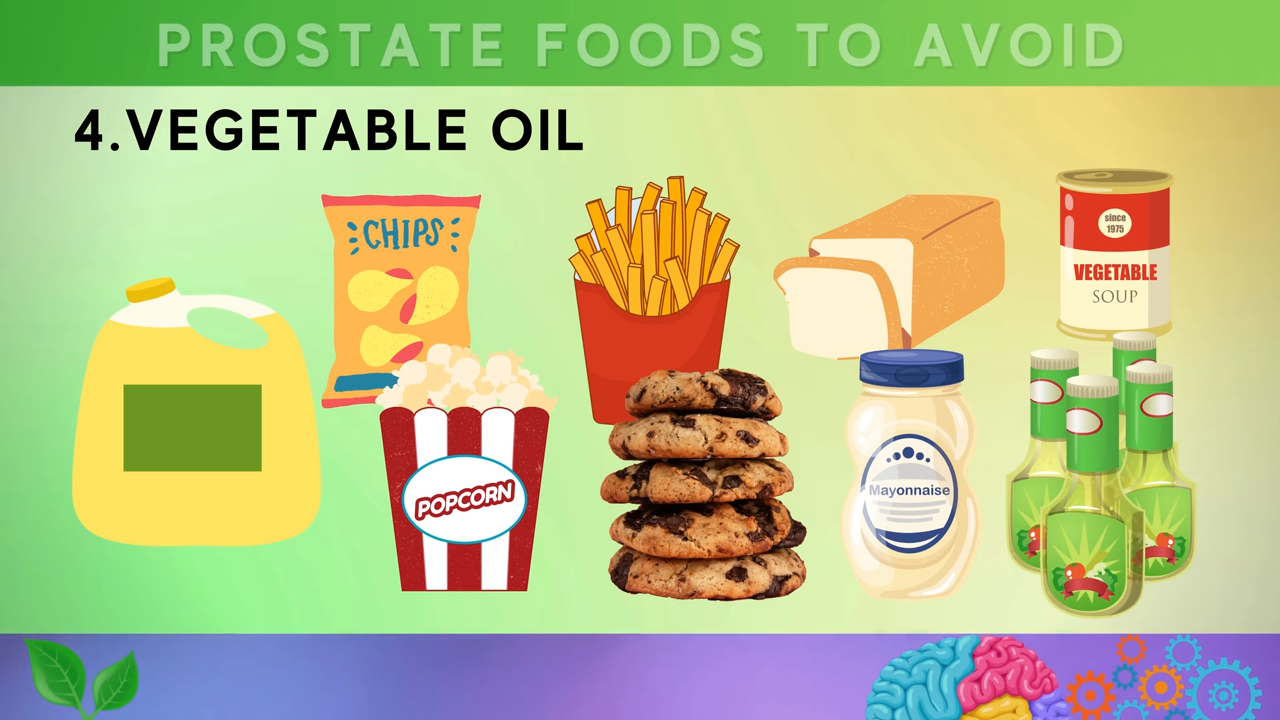 PROSTATE FOODS TO AVOID
4.VEGETABLE OIL
CHIPS
since
1975
VEGETABLE
SOUP
POPCORN
Mayonnaise